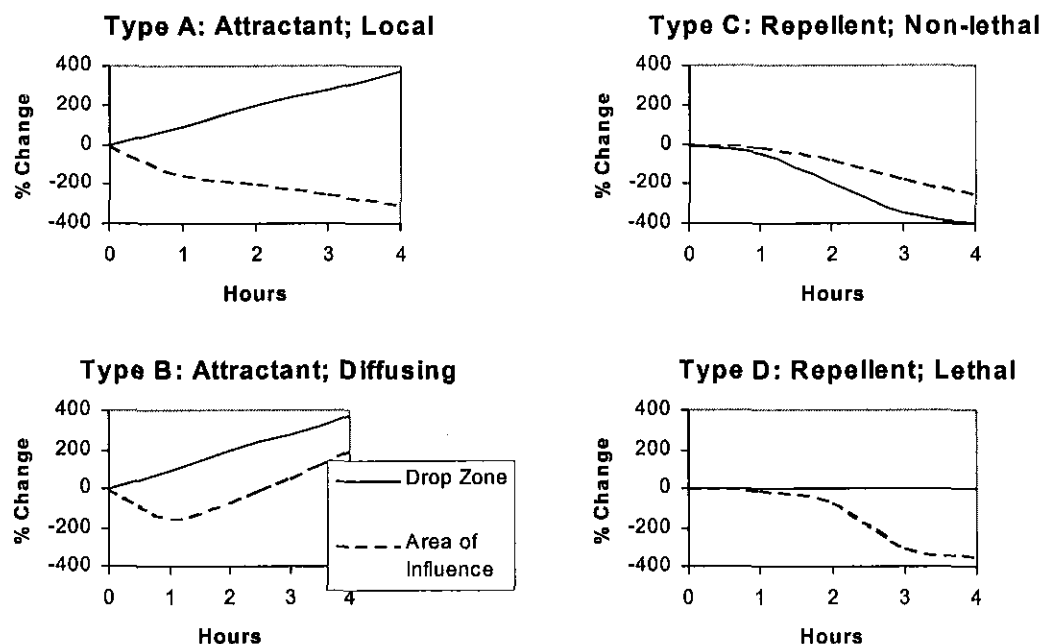 Type A: Attractant; Local
400
200
0
-200
-400
% Change
0 1 2 3 4
Hours
Type C: Repellent; Non-lethal
400
200
0
-200
-400
% Change
0 1 2 3 4
Hours
Type B: Attractant; Diffusing
400
200
0
-200
-400
% Change
0 1 2 3 4
Hours
Drop Zone
Area of
Influence
Type D: Repellent; Lethal
400
200
0
-200
-400
% Change
0 1 2 3 4
Hours